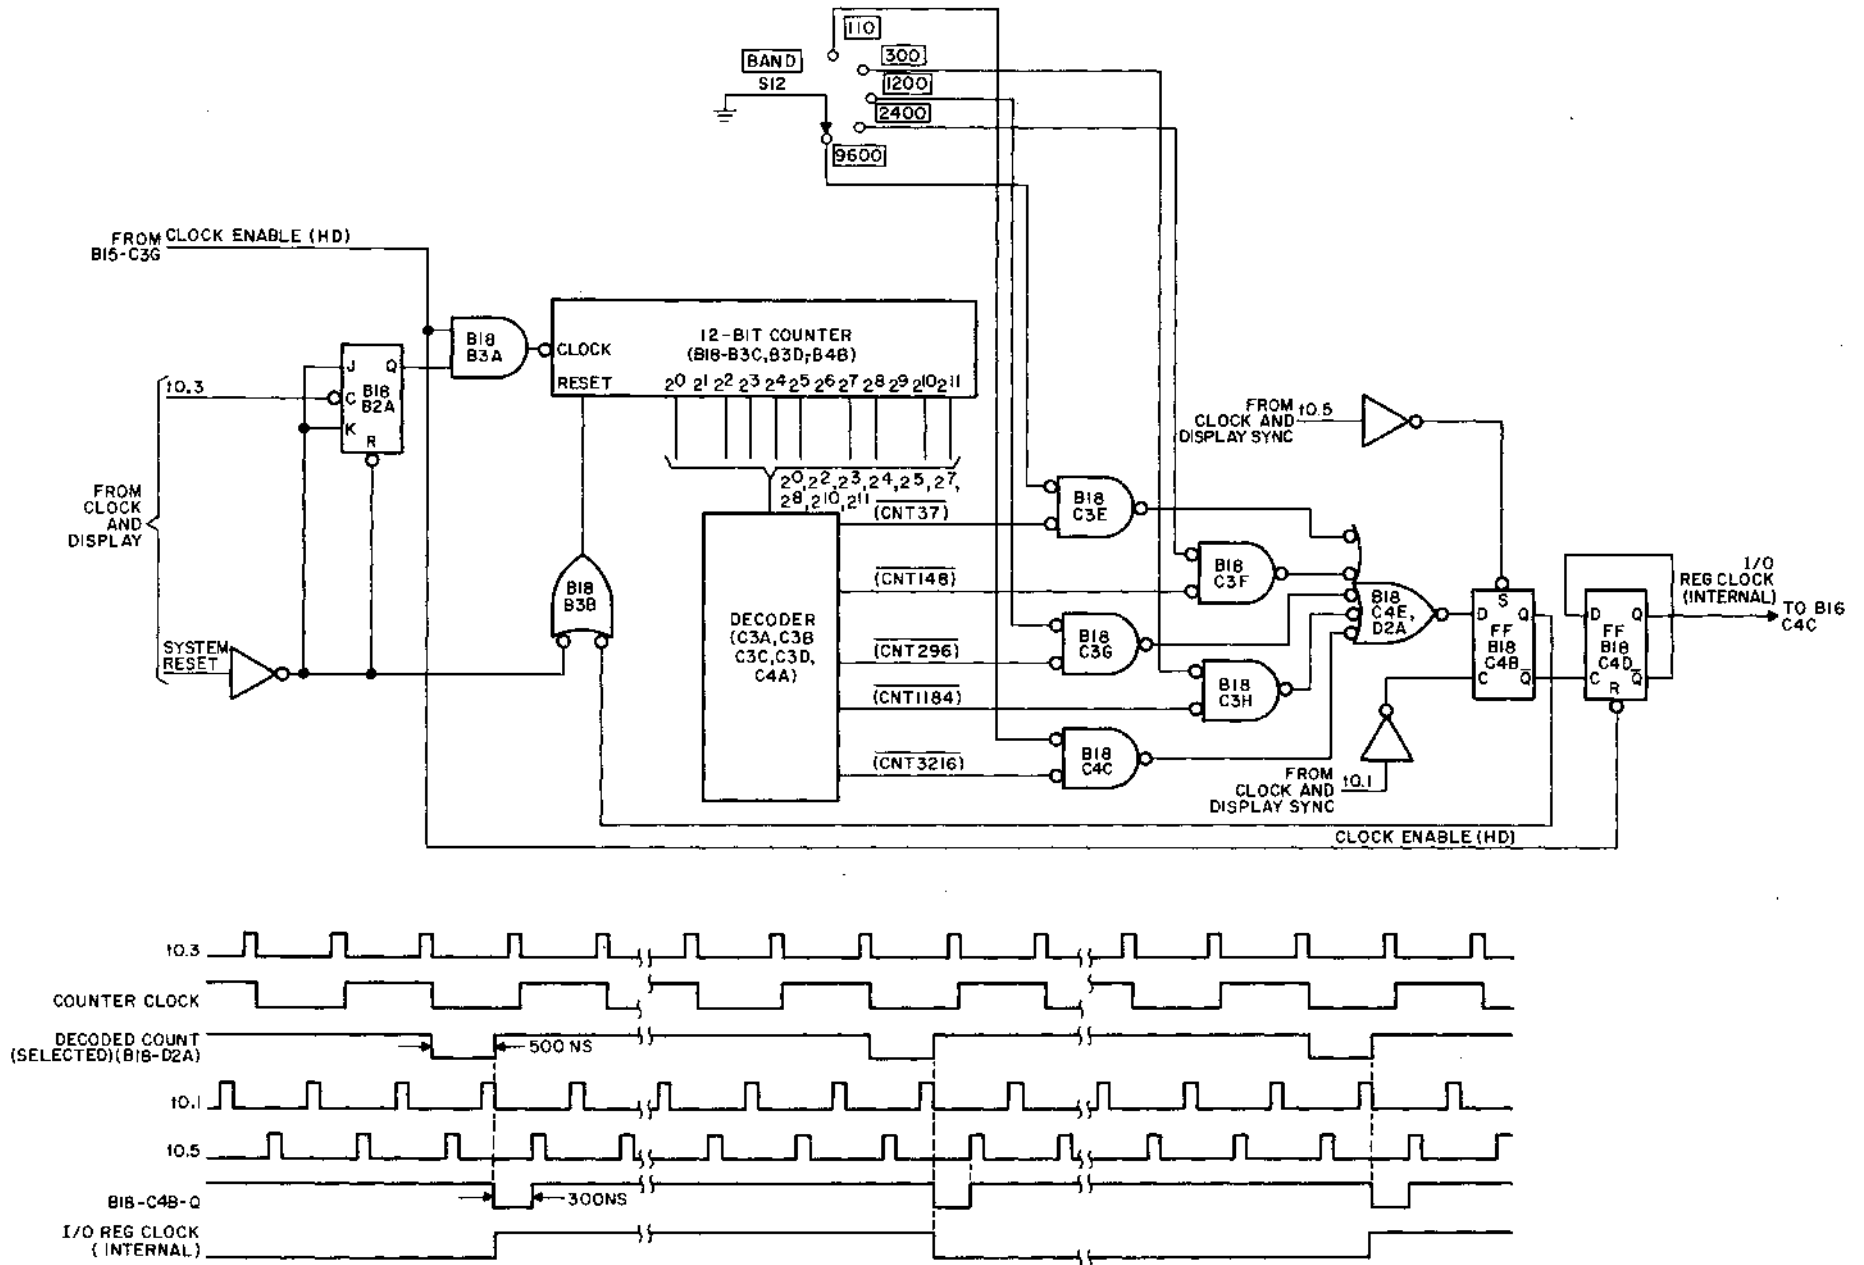 110
300
BAND
S12
1200
2400
9600
FROM
B15-C3G
CLOCK ENABLE (HD)
B18
B3A
12-BIT COUNTER
(B18-B3C, B3D, B4B)
CLOCK
RESET
2^0 2^1 2^2 2^3 2^4 2^5 2^6 2^7 2^8 2^9 2^10 2^11
J Q
B18
B2A
C
K
R
t0.3
FROM
CLOCK
AND
DISPLAY
SYSTEM
RESET
B18
B3B
2^0, 2^2, 2^3, 2^4, 2^5, 2^7,
2^8, 2^10, 2^11
DECODER
(C3A, C3B
C3C, C3D,
C4A)
(CNT37)
(CNT148)
(CNT296)
(CNT1184)
(CNT3216)
B18
C3E
B18
C3F
B18
C3G
B18
C3H
B18
C4C
B18
C4E,
D2A
FROM
CLOCK AND
DISPLAY SYNC
t0.5
S
D Q
FF
B18
C4B
C Q̅
D Q
FF
B18
C4D
C Q̅
R
I/O
REG CLOCK
(INTERNAL)
TO B16
C4C
FROM
CLOCK AND
DISPLAY SYNC
t0.1
CLOCK ENABLE (HD)
t0.3
COUNTER CLOCK
DECODED COUNT
(SELECTED)(B18-D2A)
500 NS
t0.1
t0.5
B18-C4B-Q
300NS
I/O REG CLOCK
(INTERNAL)